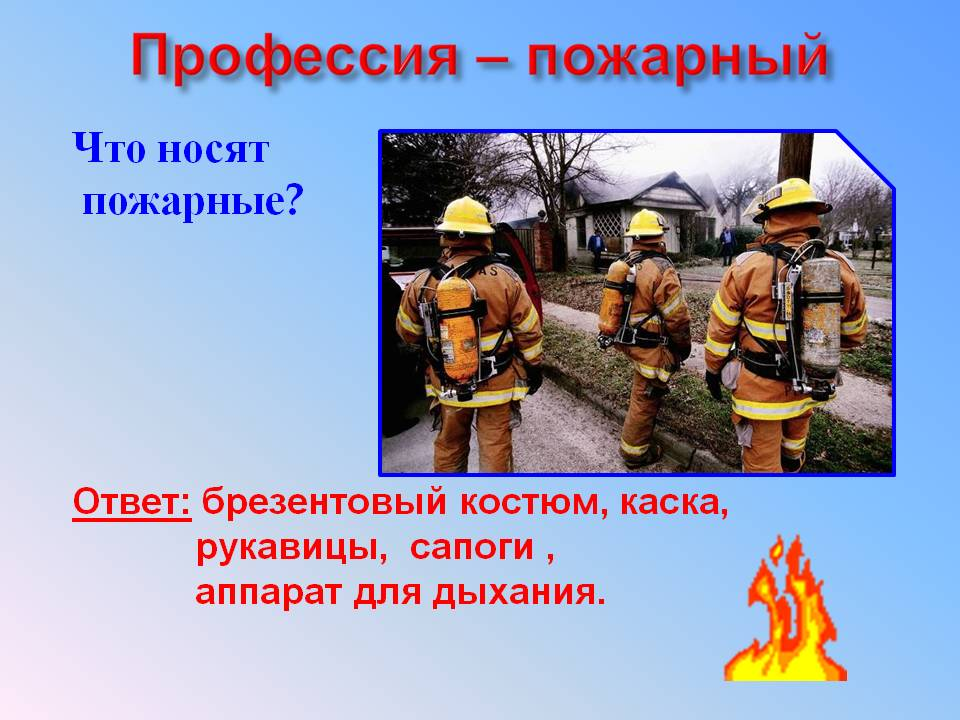 Профессия – пожарный
Что носят
пожарные?
Ответ: брезентовый костюм, каска,
рукавицы, сапоги ,
аппарат для дыхания.